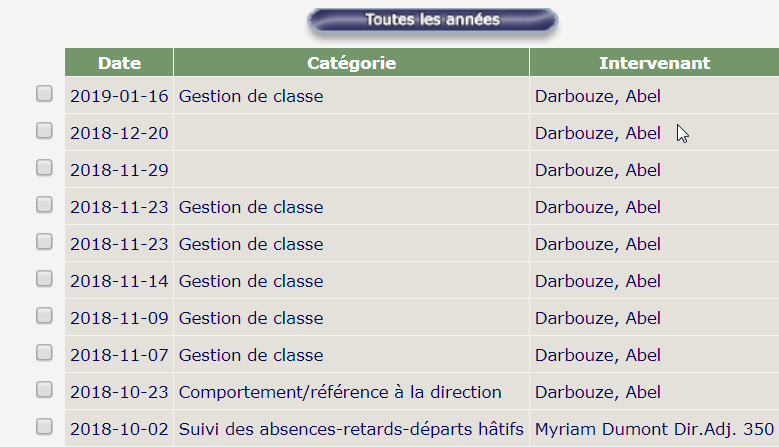 Toutes les années
Date Catégorie Intervenant
2019-01-16 Gestion de classe Darbouze, Abel
2018-12-20 Darbouze, Abel
2018-11-29 Darbouze, Abel
2018-11-23 Gestion de classe Darbouze, Abel
2018-11-23 Gestion de classe Darbouze, Abel
2018-11-14 Gestion de classe Darbouze, Abel
2018-11-09 Gestion de classe Darbouze, Abel
2018-11-07 Gestion de classe Darbouze, Abel
2018-10-23 Comportement/référence à la direction Darbouze, Abel
2018-10-02 Suivi des absences-retards-départs hâtifs Myriam Dumont Dir.Adj. 350